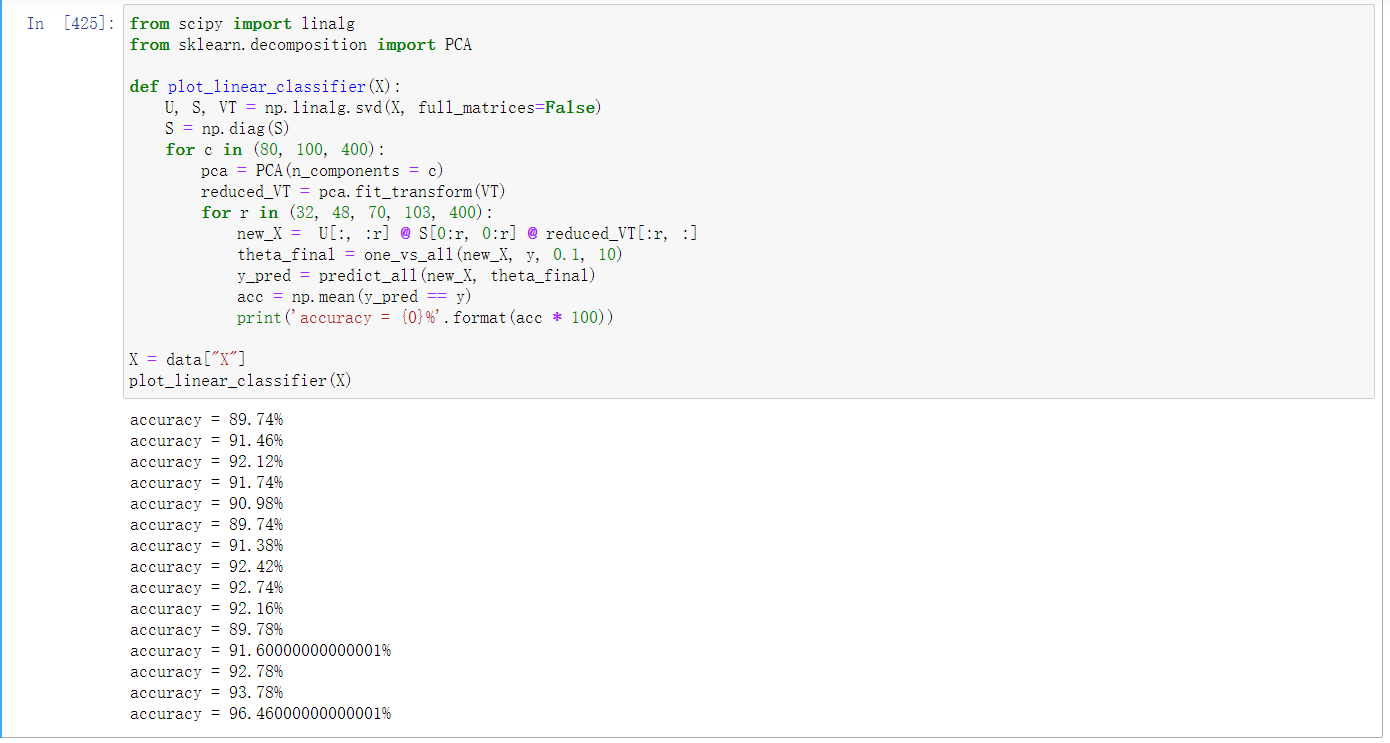 In [425]: from scipy import linalg
from sklearn.decomposition import PCA
def plot_linear_classifier(X):
    U, S, VT = np.linalg.svd(X, full_matrices=False)
    S = np.diag(S)
    for c in (80, 100, 400):
        pca = PCA(n_components = c)
        reduced_VT = pca.fit_transform(VT)
        for r in (32, 48, 70, 103, 400):
            new_X =  U[:, :r] @ S[0:r, 0:r] @ reduced_VT[:r, :]
            theta_final = one_vs_all(new_X, y, 0.1, 10)
            y_pred = predict_all(new_X, theta_final)
            acc = np.mean(y_pred == y)
            print('accuracy = {0}%'.format(acc * 100))
X = data["X"]
plot_linear_classifier(X)
accuracy = 89.74%
accuracy = 91.46%
accuracy = 92.12%
accuracy = 91.74%
accuracy = 90.98%
accuracy = 89.74%
accuracy = 91.38%
accuracy = 92.42%
accuracy = 92.74%
accuracy = 92.16%
accuracy = 89.78%
accuracy = 91.60000000000001%
accuracy = 92.78%
accuracy = 93.78%
accuracy = 96.46000000000001%